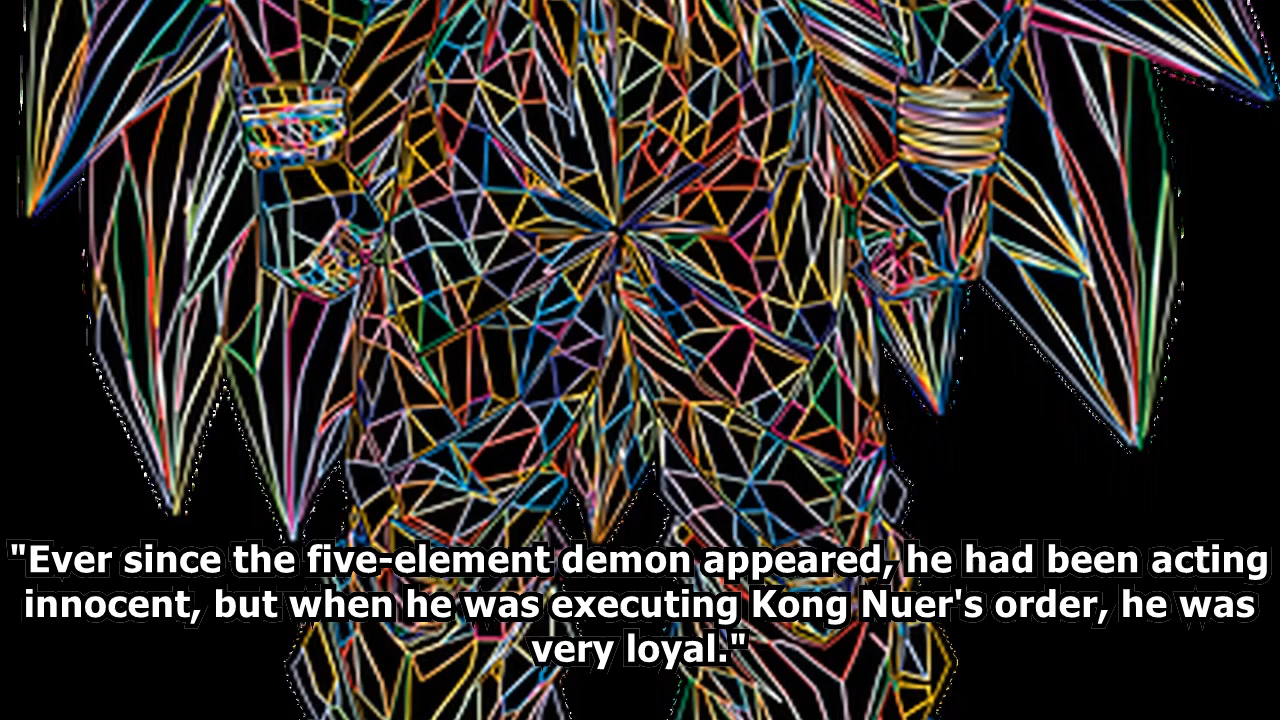 "Ever since the five-element demon appeared, he had been acting
innocent, but when he was executing Kong Nuer's order, he was
very loyal."